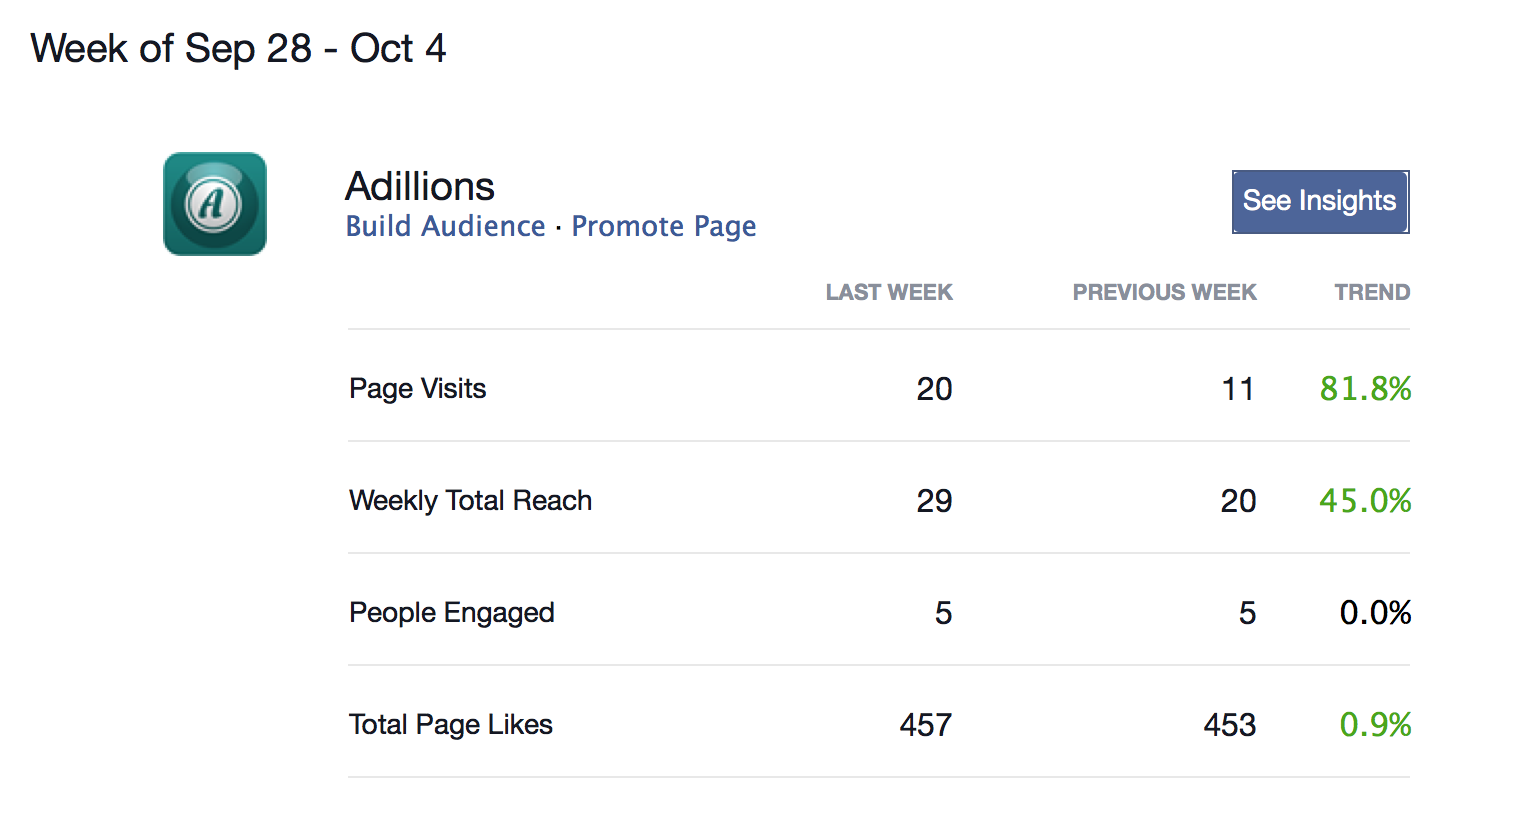 Week of Sep 28 - Oct 4
A
Adillions
See Insights
Build Audience · Promote Page
LAST WEEK PREVIOUS WEEK TREND
Page Visits 20 11 81.8%
Weekly Total Reach 29 20 45.0%
People Engaged 5 5 0.0%
Total Page Likes 457 453 0.9%